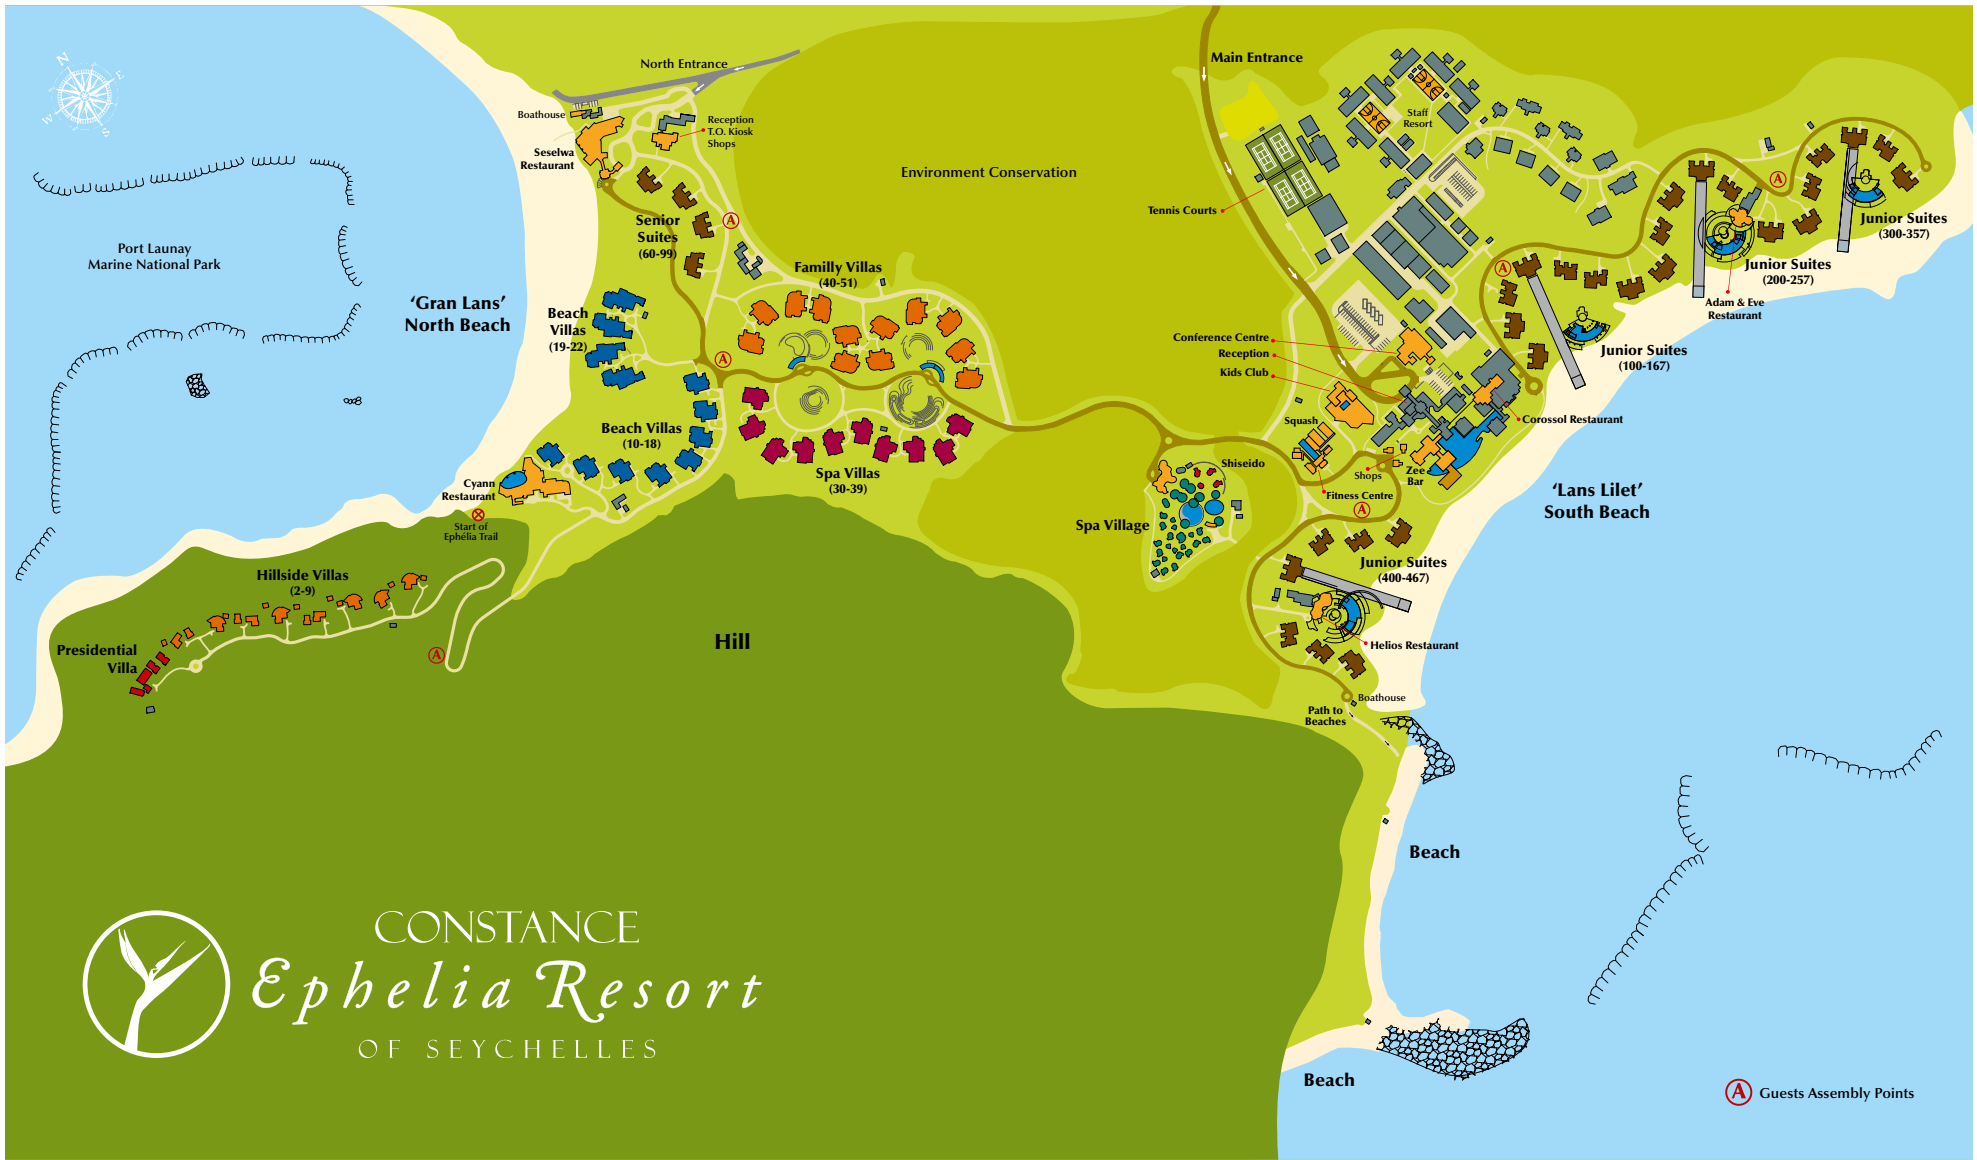 N
E
S
W
North Entrance
Boathouse
Reception
T.O. Kiosk
Shops
Seselwa
Restaurant
Main Entrance
Staff
Resort
Environment Conservation
Tennis Courts
Port Launay
Marine National Park
Senior
Suites
(60-99)
A
A
A
Junior Suites
(300-357)
Junior Suites
(200-257)
Adam & Eve
Restaurant
Familly Villas
(40-51)
'Gran Lans'
North Beach
Beach
Villas
(19-22)
A
Conference Centre
Reception
Kids Club
Junior Suites
(100-167)
Corossol Restaurant
Beach Villas
(10-18)
Spa Villas
(30-39)
Squash
Shiseido
Shops
Zee
Bar
Fitness Centre
A
'Lans Lilet'
South Beach
Cyann
Restaurant
Start of
Ephélia Trail
Spa Village
Junior Suites
(400-467)
Hillside Villas
(2-9)
Presidential
Villa
A
Hill
Helios Restaurant
Boathouse
Path to
Beaches
Beach
CONSTANCE
Ephelia Resort
OF SEYCHELLES
Beach
A Guests Assembly Points